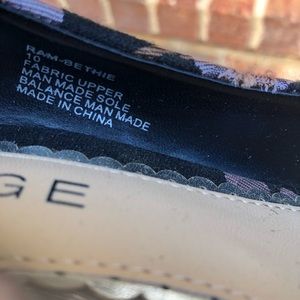 RAM-BETHIE
10
FABRIC UPPER
MAN MADE SOLE
BALANCE MAN MADE
MADE IN CHINA
GE